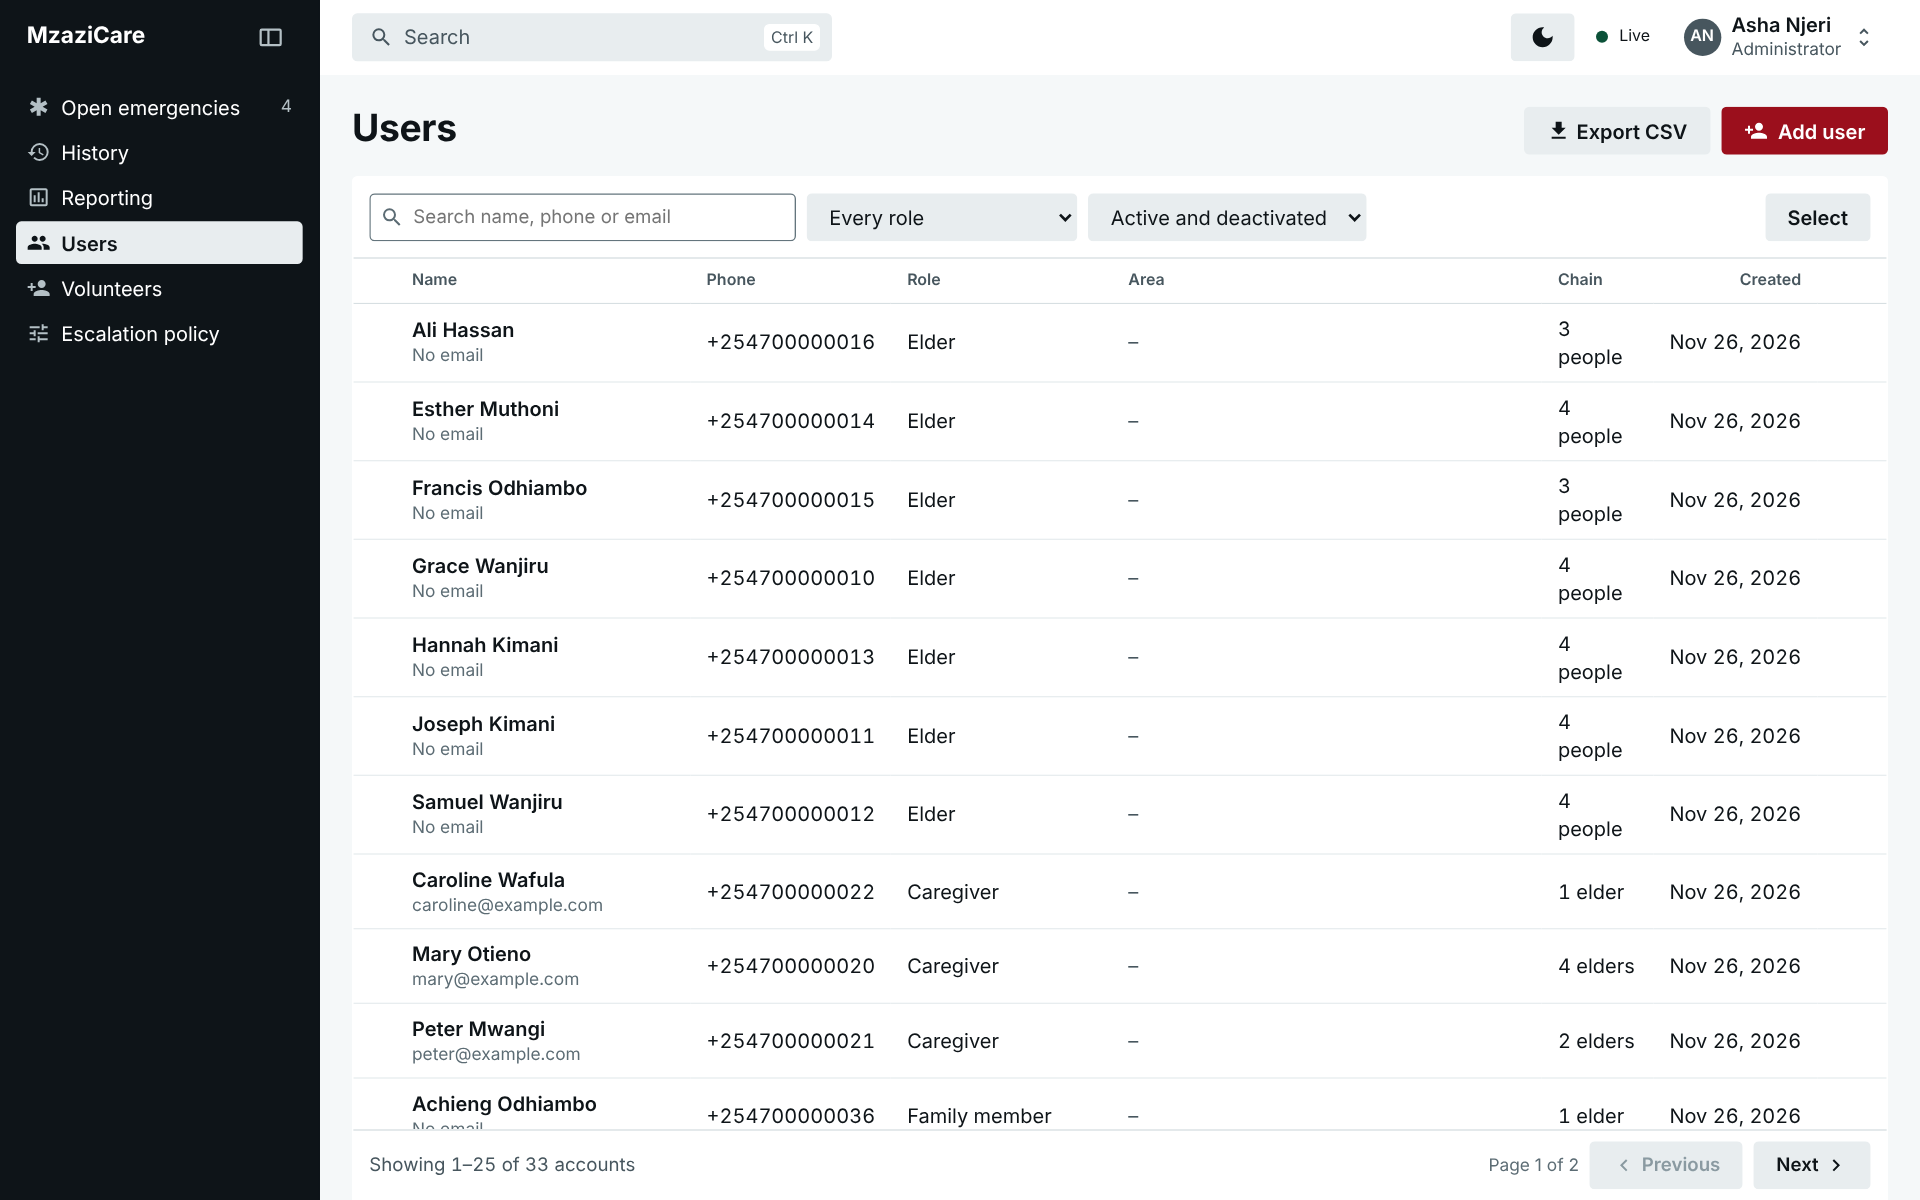 MzaziCare
Search
Ctrl K
Live
AN
Asha Njeri
Administrator
Open emergencies 4
History
Reporting
Users
Volunteers
Escalation policy
Users
Export CSV
Add user
Search name, phone or email
Every role
Active and deactivated
Select
Name Phone Role Area Chain Created
Ali Hassan
No email
+254700000016 Elder – 3 people Nov 26, 2026
Esther Muthoni
No email
+254700000014 Elder – 4 people Nov 26, 2026
Francis Odhiambo
No email
+254700000015 Elder – 3 people Nov 26, 2026
Grace Wanjiru
No email
+254700000010 Elder – 4 people Nov 26, 2026
Hannah Kimani
No email
+254700000013 Elder – 4 people Nov 26, 2026
Joseph Kimani
No email
+254700000011 Elder – 4 people Nov 26, 2026
Samuel Wanjiru
No email
+254700000012 Elder – 4 people Nov 26, 2026
Caroline Wafula
caroline@example.com
+254700000022 Caregiver – 1 elder Nov 26, 2026
Mary Otieno
mary@example.com
+254700000020 Caregiver – 4 elders Nov 26, 2026
Peter Mwangi
peter@example.com
+254700000021 Caregiver – 2 elders Nov 26, 2026
Achieng Odhiambo
No email
+254700000036 Family member – 1 elder Nov 26, 2026
Showing 1–25 of 33 accounts
Page 1 of 2
Previous
Next